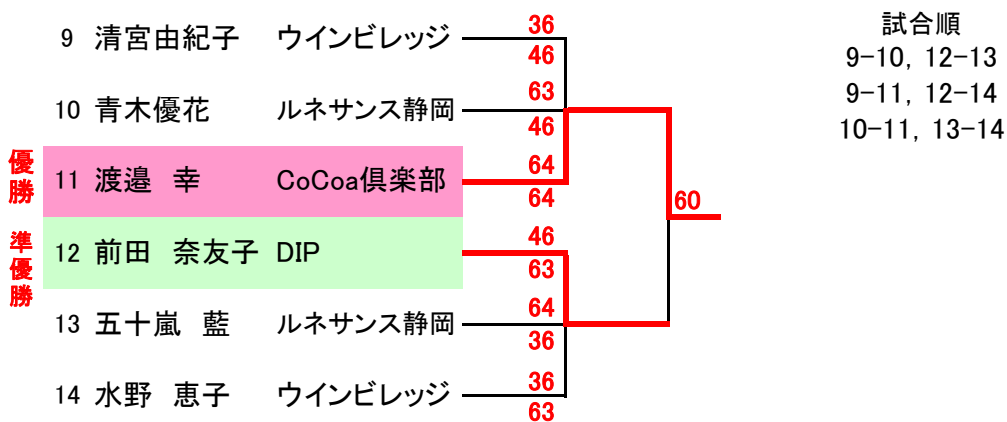 試合順
9-10, 12-13
9-11, 12-14
10-11, 13-14
9 清宮由紀子 ウインビレッジ 36
46
10 青木優花 ルネサンス静岡 63
46
優勝 11 渡邉 幸 CoCoa倶楽部 64
64
60
準優勝 12 前田 奈友子 DIP 46
63
13 五十嵐 藍 ルネサンス静岡 64
36
14 水野 恵子 ウインビレッジ 36
63